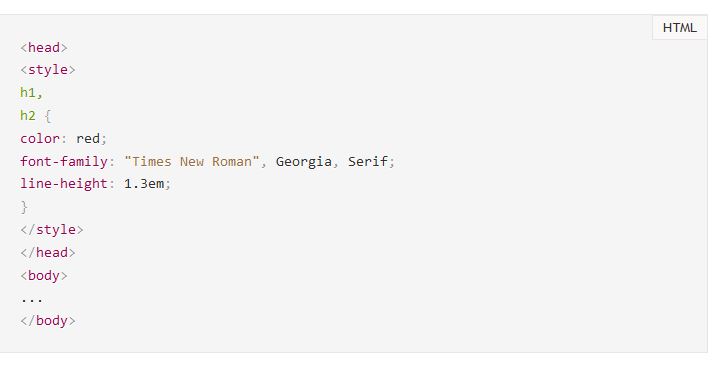 HTML
<head>
<style>
h1,
h2 {
color: red;
font-family: "Times New Roman", Georgia, Serif;
line-height: 1.3em;
}
</style>
</head>
<body>
...
</body>